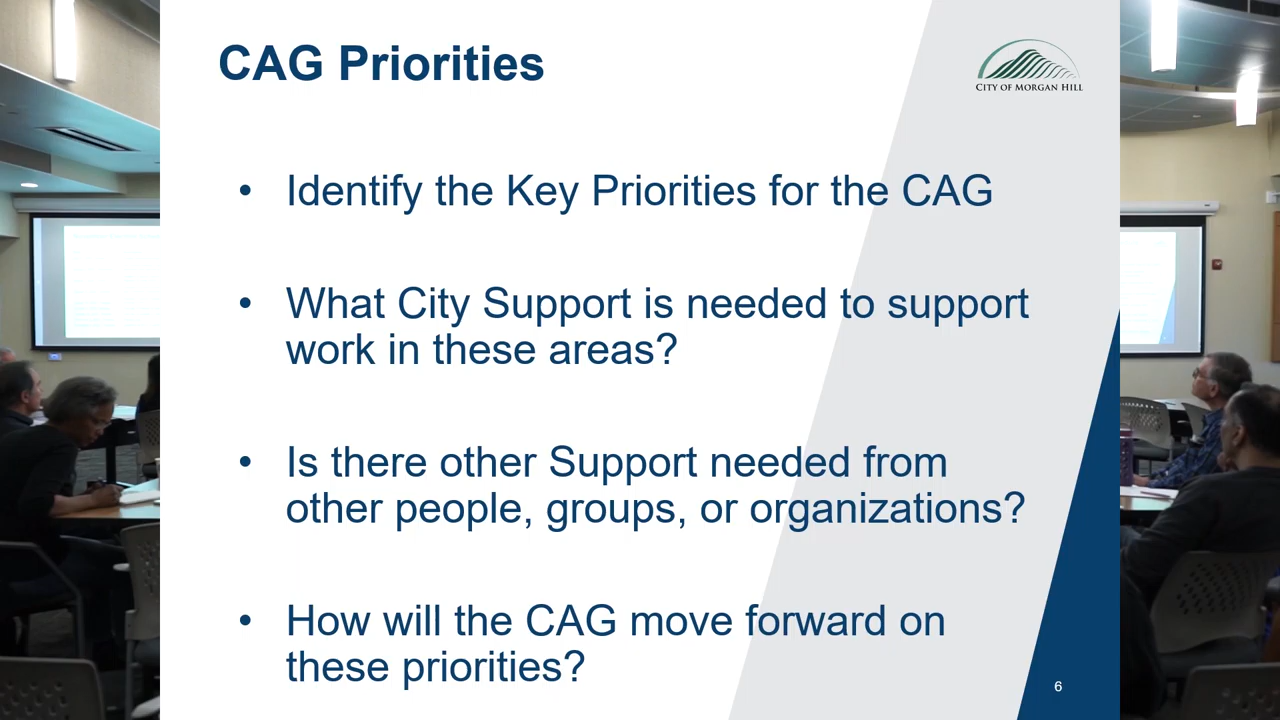 CAG Priorities
CITY OF MORGAN HILL
• Identify the Key Priorities for the CAG
• What City Support is needed to support
work in these areas?
• Is there other Support needed from
other people, groups, or organizations?
• How will the CAG move forward on
these priorities?
6